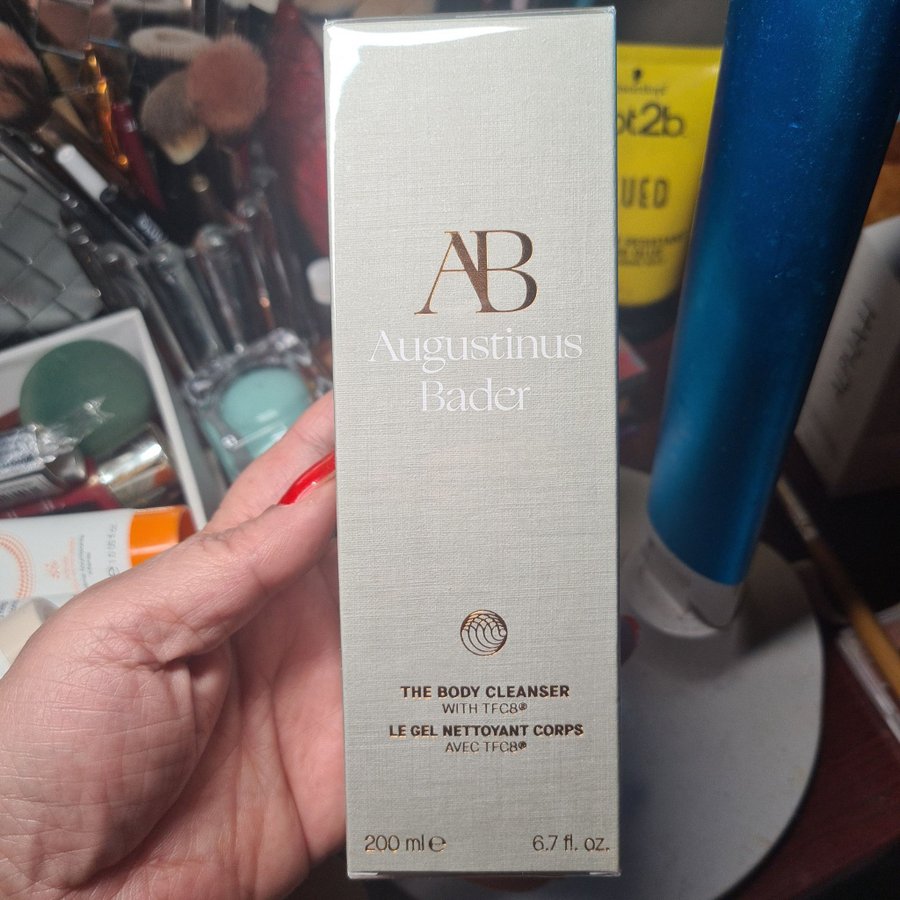 AB
Augustinus
Bader
THE BODY CLEANSER
WITH TFC8®
LE GEL NETTOYANT CORPS
AVEC TFC8®
200 ml ℮
6.7 fl. oz.
ot2b
UED